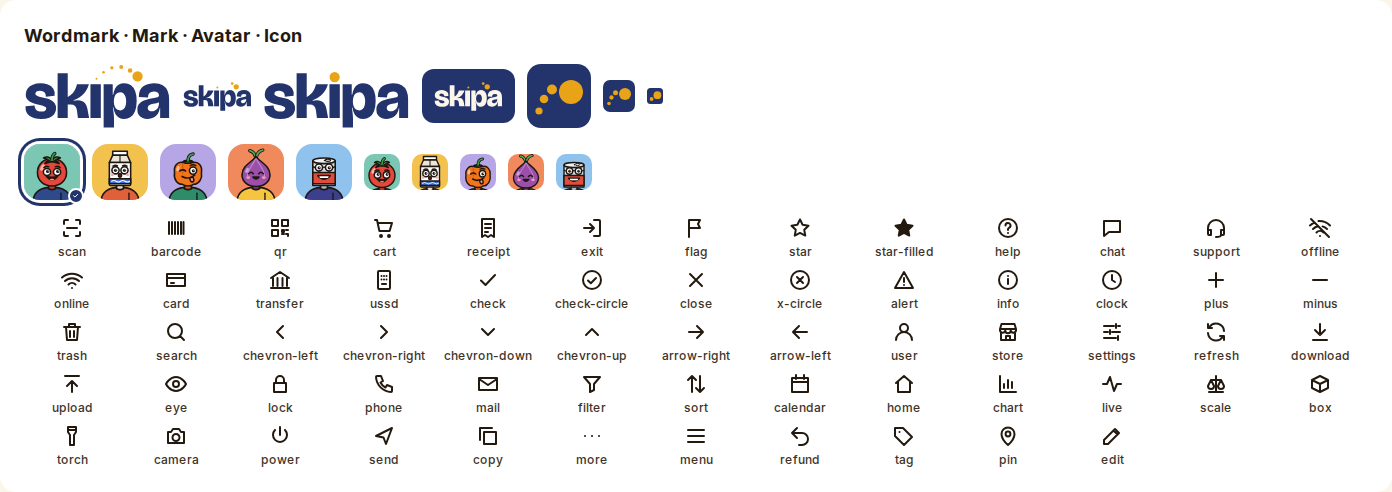 Wordmark · Mark · Avatar · Icon
skipa skipa skipa skipa
scan barcode qr cart receipt exit flag star star-filled help chat support offline
online card transfer ussd check check-circle close x-circle alert info clock plus minus
trash search chevron-left chevron-right chevron-down chevron-up arrow-right arrow-left user store settings refresh download
upload eye lock phone mail filter sort calendar home chart live scale box
torch camera power send copy more menu refund tag pin edit